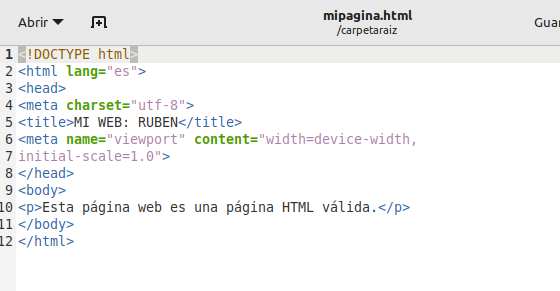 Abrir
mipagina.html
/carpetaraiz
Guar
1 <!DOCTYPE html>
2 <html lang="es">
3 <head>
4 <meta charset="utf-8">
5 <title>MI WEB: RUBEN</title>
6 <meta name="viewport" content="width=device-width,
7 initial-scale=1.0">
8 </head>
9 <body>
10 <p>Esta página web es una página HTML válida.</p>
11 </body>
12 </html>